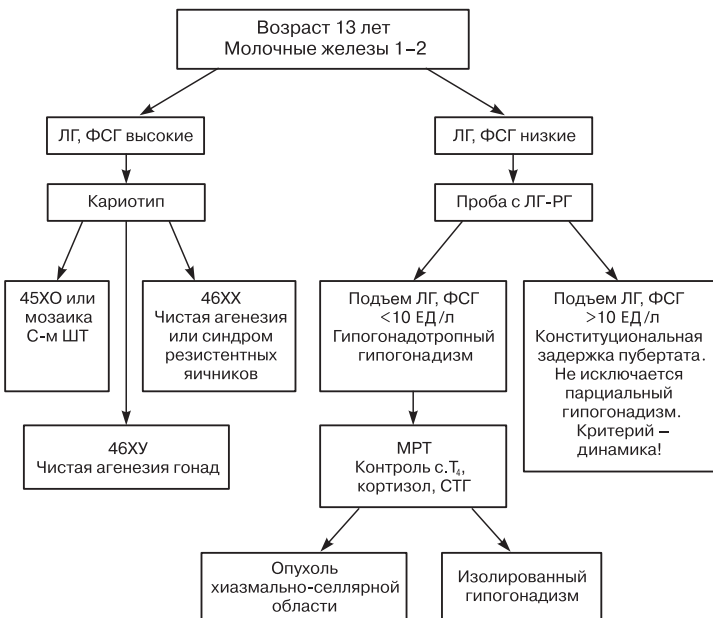 Возраст 13 лет
Молочные железы 1–2
ЛГ, ФСГ высокие
ЛГ, ФСГ низкие
Кариотип
Проба с ЛГ-РГ
45ХО или
мозаика
С-м ШТ
46ХХ
Чистая агенезия
или синдром
резистентных
яичников
Подъем ЛГ, ФСГ
<10 ЕД/л
Гипогонадотропный
гипогонадизм
Подъем ЛГ, ФСГ
>10 ЕД/л
Конституциональная
задержка пубертата.
Не исключается
парциальный
гипогонадизм.
Критерий –
динамика!
46ХУ
Чистая агенезия гонад
МРТ
Контроль с.Т₄,
кортизол, СТГ
Опухоль
хиазмально-селлярной
области
Изолированный
гипогонадизм